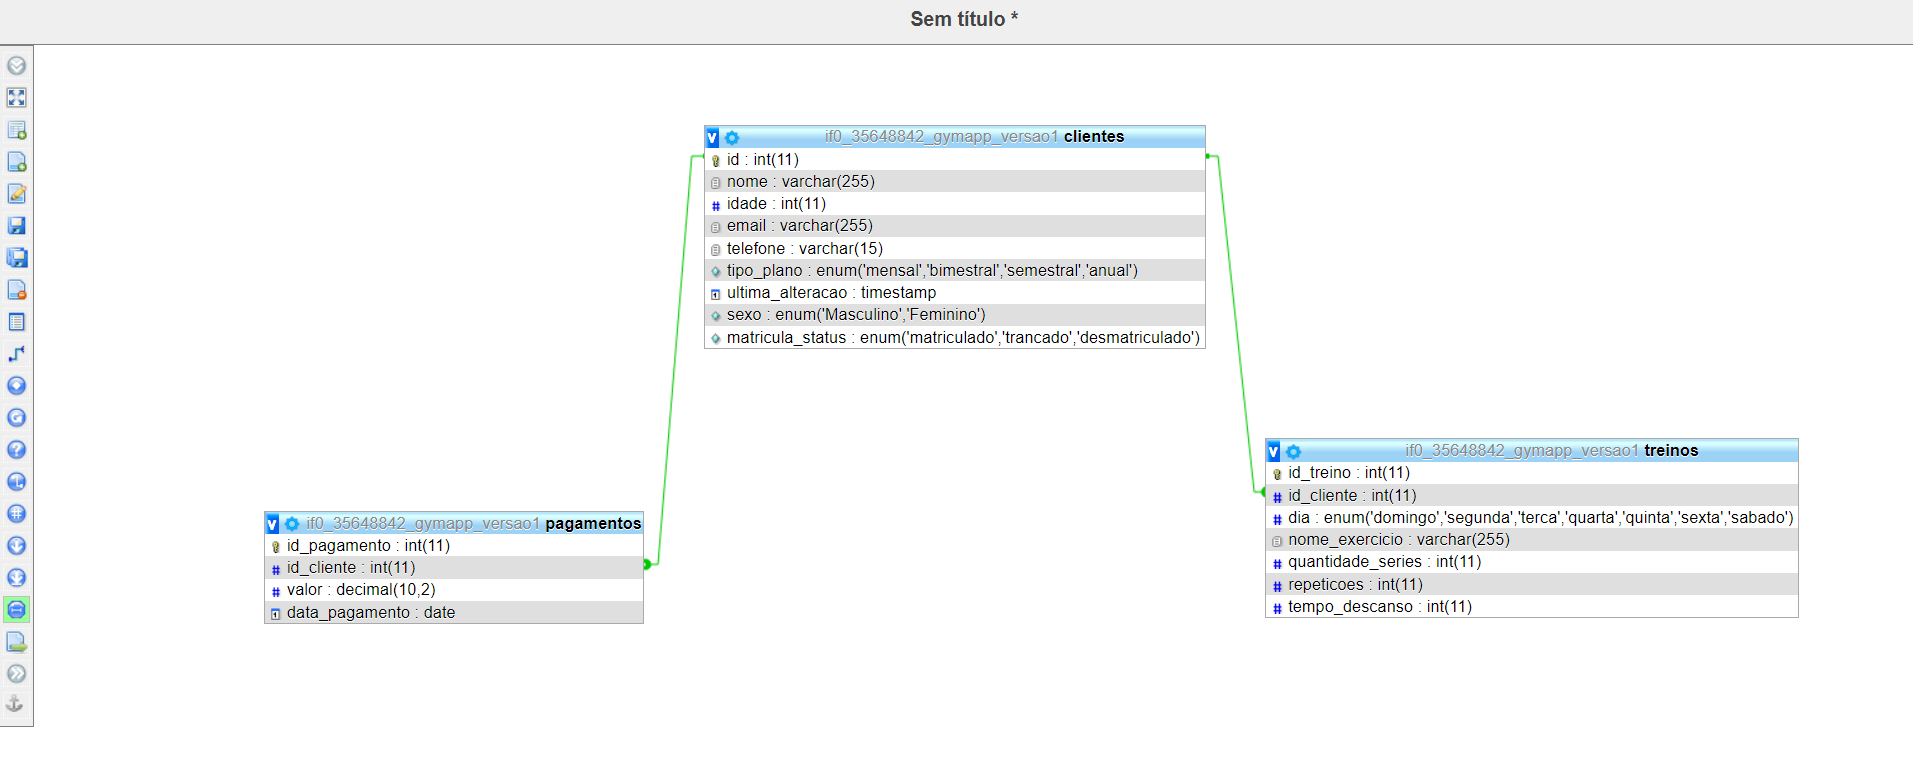 Sem título *
if0_35648842_gymapp_versao1 clientes
id : int(11)
nome : varchar(255)
idade : int(11)
email : varchar(255)
telefone : varchar(15)
tipo_plano : enum('mensal','bimestral','semestral','anual')
ultima_alteracao : timestamp
sexo : enum('Masculino','Feminino')
matricula_status : enum('matriculado','trancado','desmatriculado')
if0_35648842_gymapp_versao1 treinos
id_treino : int(11)
id_cliente : int(11)
dia : enum('domingo','segunda','terca','quarta','quinta','sexta','sabado')
nome_exercicio : varchar(255)
quantidade_series : int(11)
repeticoes : int(11)
tempo_descanso : int(11)
if0_35648842_gymapp_versao1 pagamentos
id_pagamento : int(11)
id_cliente : int(11)
valor : decimal(10,2)
data_pagamento : date